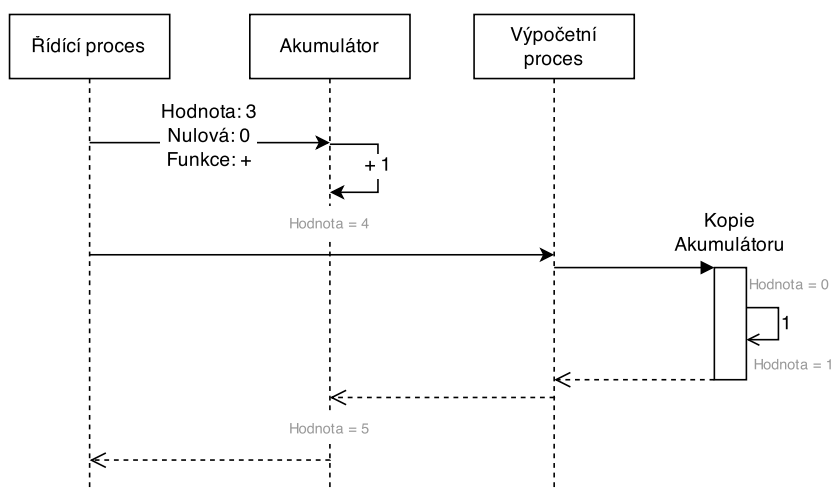 Řídící proces
Akumulátor
Výpočetní
proces
Hodnota: 3
Nulová: 0
Funkce: +
+ 1
Hodnota = 4
Kopie
Akumulátoru
Hodnota = 0
1
Hodnota = 1
Hodnota = 5